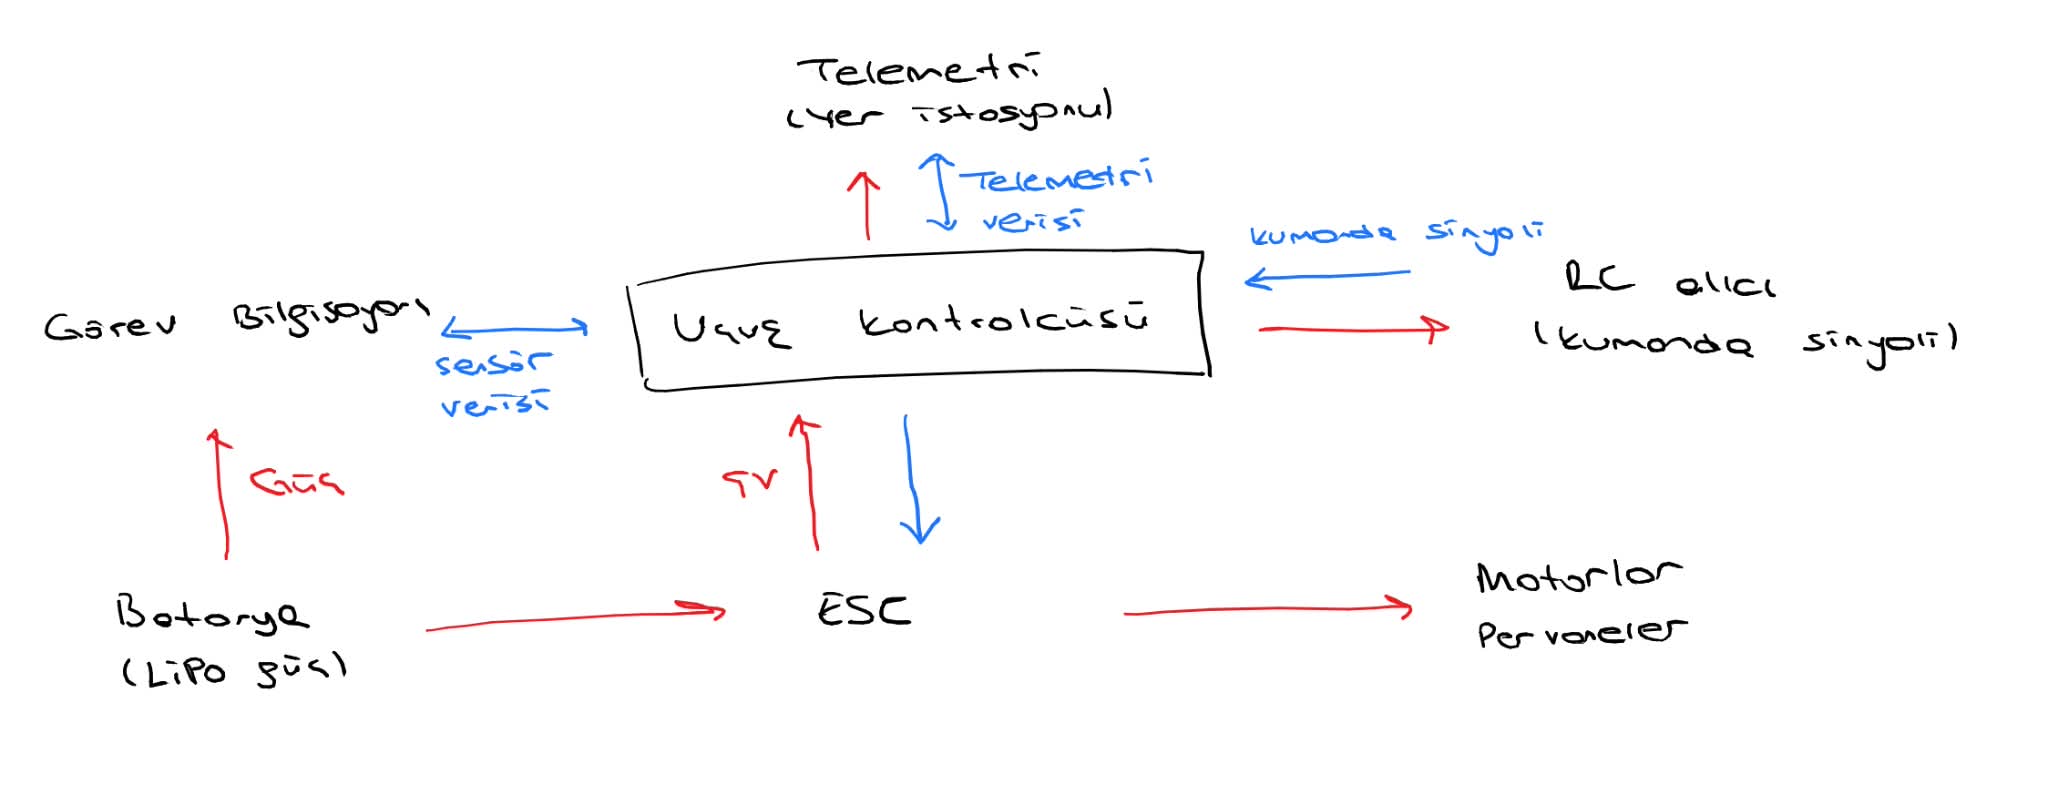 Telemetri
(Yer istasyonu)
Telemetri
verisi
kumanda sinyali
RC alıcı
(kumanda sinyali)
Görev Bilgisayarı
sensör
verisi
Uçuş kontrolcüsü
Güç
5V
Batarya
(LiPo güç)
ESC
Motorlar
Pervaneler